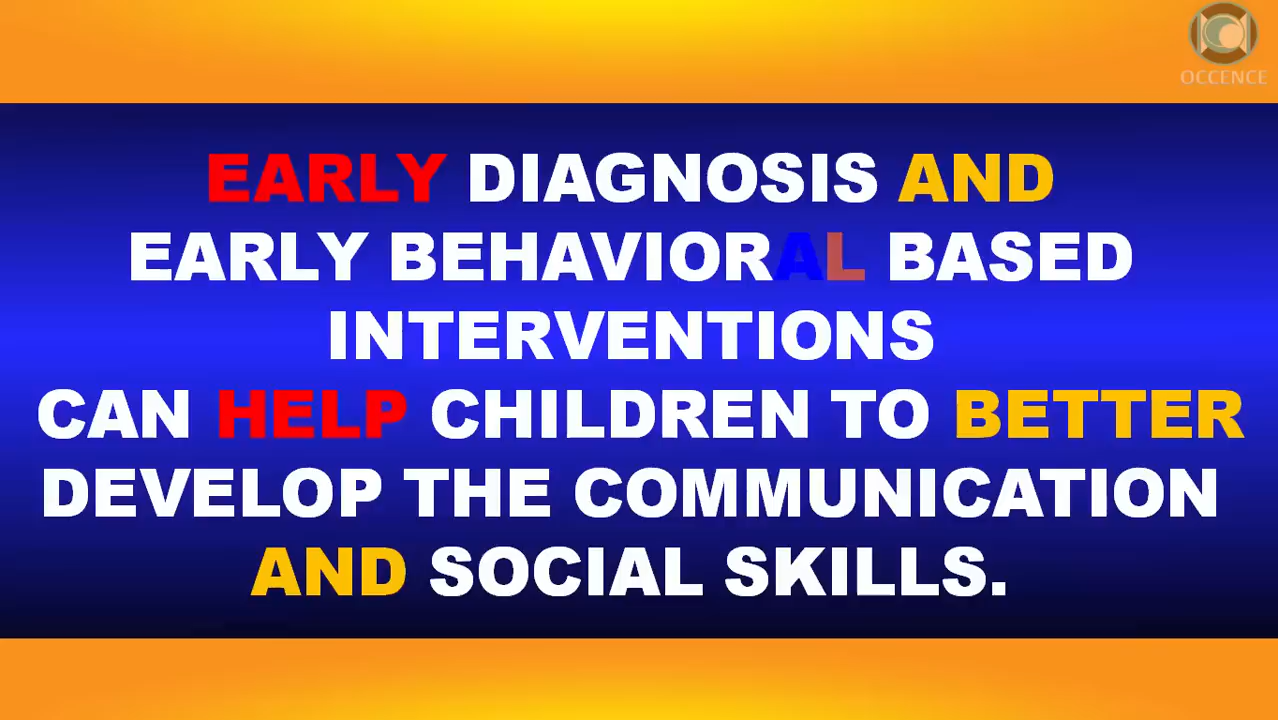 OCCENCE
EARLY DIAGNOSIS AND
EARLY BEHAVIORAL BASED
INTERVENTIONS
CAN HELP CHILDREN TO BETTER
DEVELOP THE COMMUNICATION
AND SOCIAL SKILLS.